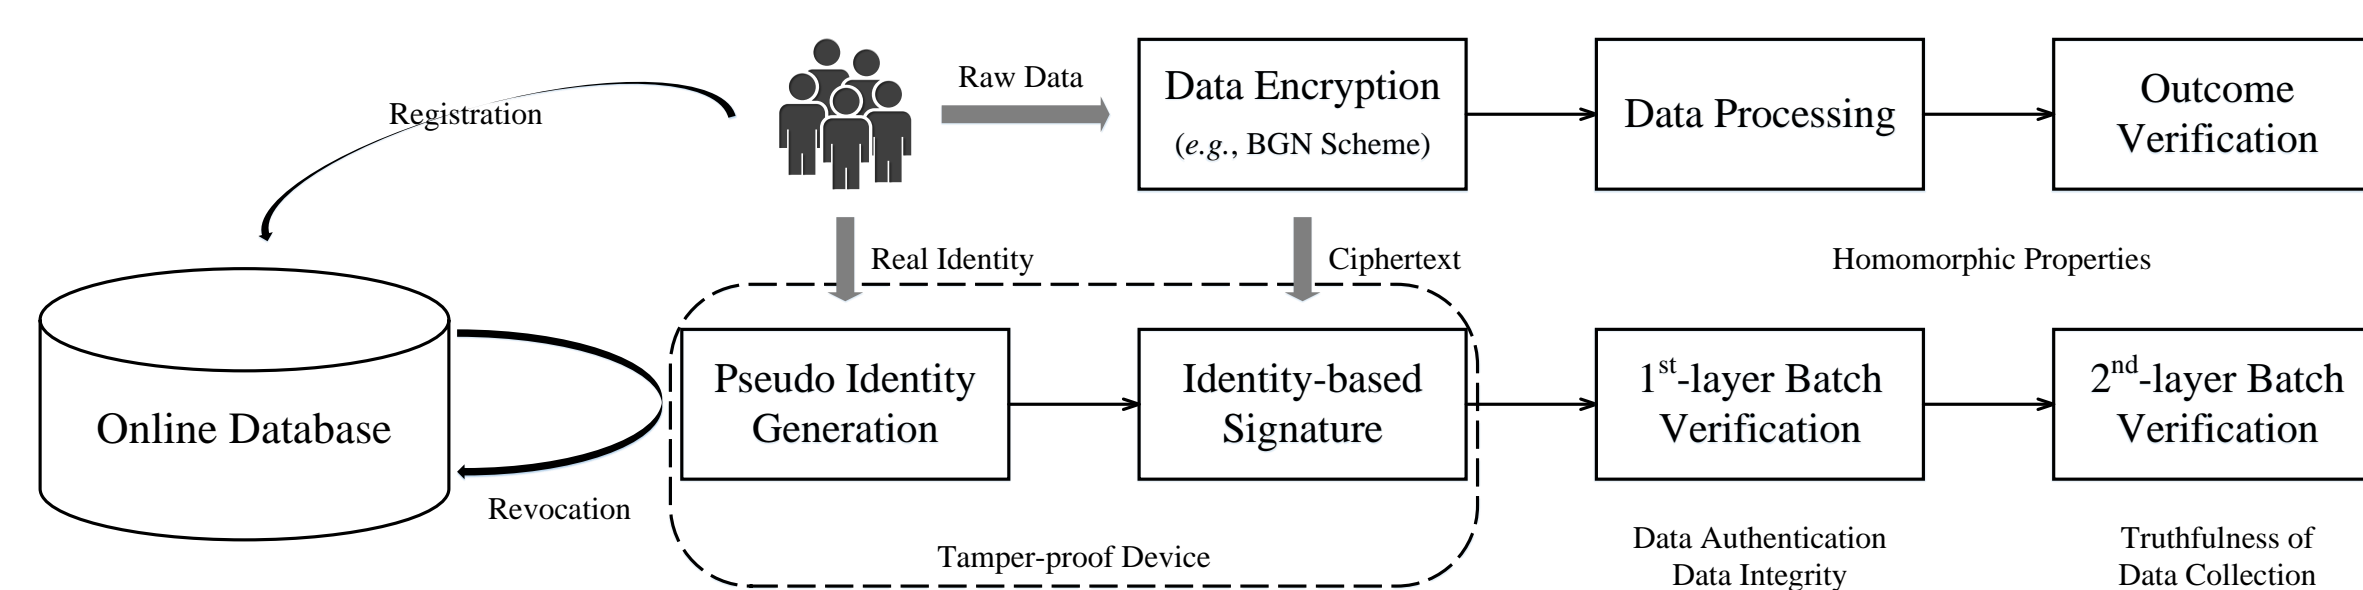 Registration
Raw Data
Data Encryption
(e.g., BGN Scheme)
Data Processing
Outcome
Verification
Real Identity
Ciphertext
Homomorphic Properties
Online Database
Revocation
Pseudo Identity
Generation
Identity-based
Signature
Tamper-proof Device
1st-layer Batch
Verification
2nd-layer Batch
Verification
Data Authentication
Data Integrity
Truthfulness of
Data Collection